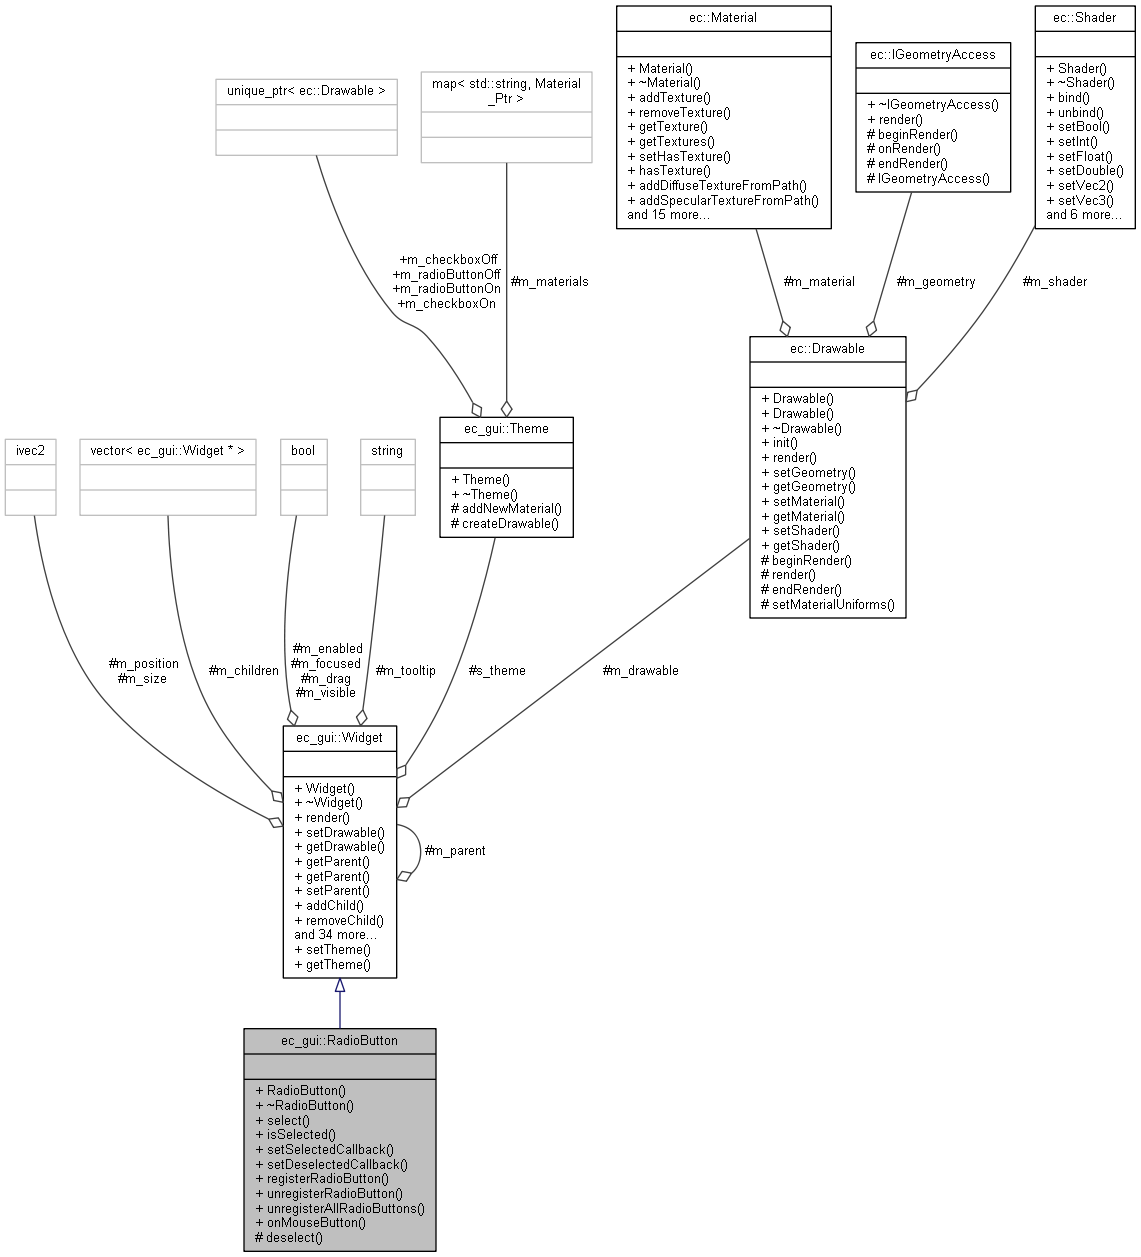 ec::Material
+ Material()
+ ~Material()
+ addTexture()
+ removeTexture()
+ getTexture()
+ getTextures()
+ setHasTexture()
+ hasTexture()
+ addDiffuseTextureFromPath()
+ addSpecularTextureFromPath()
and 15 more...
ec::Shader
+ Shader()
+ ~Shader()
+ bind()
+ unbind()
+ setBool()
+ setInt()
+ setFloat()
+ setDouble()
+ setVec2()
+ setVec3()
and 6 more...
ec::IGeometryAccess
+ ~IGeometryAccess()
+ render()
# beginRender()
# onRender()
# endRender()
# IGeometryAccess()
unique_ptr< ec::Drawable >
map< std::string, Material
_Ptr >
+m_checkboxOff
+m_radioButtonOff
+m_radioButtonOn
+m_checkboxOn
#m_materials
#m_material
#m_geometry
#m_shader
ec::Drawable
+ Drawable()
+ Drawable()
+ ~Drawable()
+ init()
+ render()
+ setGeometry()
+ getGeometry()
+ setMaterial()
+ getMaterial()
+ setShader()
+ getShader()
# beginRender()
# render()
# endRender()
# setMaterialUniforms()
ivec2
vector< ec_gui::Widget * >
bool
string
ec_gui::Theme
+ Theme()
+ ~Theme()
# addNewMaterial()
# createDrawable()
#m_position
#m_size
#m_children
#m_enabled
#m_focused
#m_drag
#m_visible
#m_tooltip
#s_theme
#m_drawable
ec_gui::Widget
+ Widget()
+ ~Widget()
+ render()
+ setDrawable()
+ getDrawable()
+ getParent()
+ getParent()
+ setParent()
+ addChild()
+ removeChild()
and 34 more...
+ setTheme()
+ getTheme()
#m_parent
ec_gui::RadioButton
+ RadioButton()
+ ~RadioButton()
+ select()
+ isSelected()
+ setSelectedCallback()
+ setDeselectedCallback()
+ registerRadioButton()
+ unregisterRadioButton()
+ unregisterAllRadioButtons()
+ onMouseButton()
# deselect()